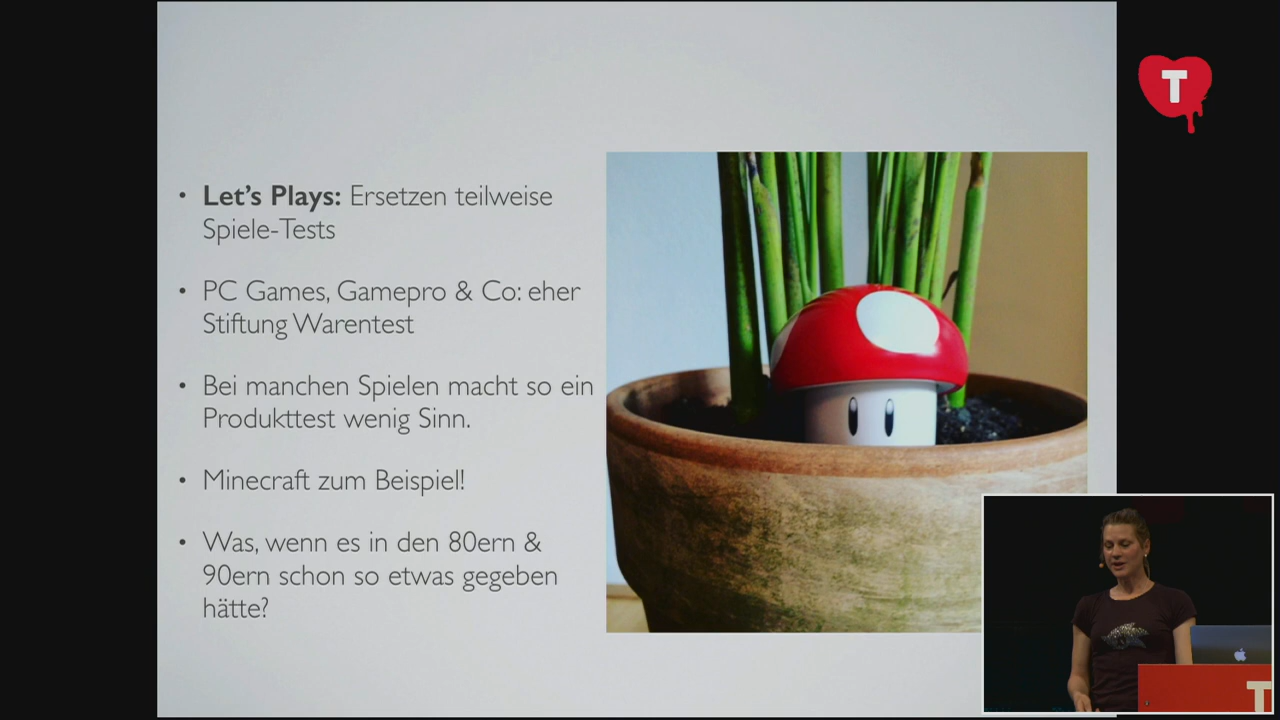 T
• Let's Plays: Ersetzen teilweise
Spiele-Tests
• PC Games, Gamepro & Co: eher
Stiftung Warentest
• Bei manchen Spielen macht so ein
Produkttest wenig Sinn.
• Minecraft zum Beispiel!
• Was, wenn es in den 80ern &
90ern schon so etwas gegeben
hätte?
T